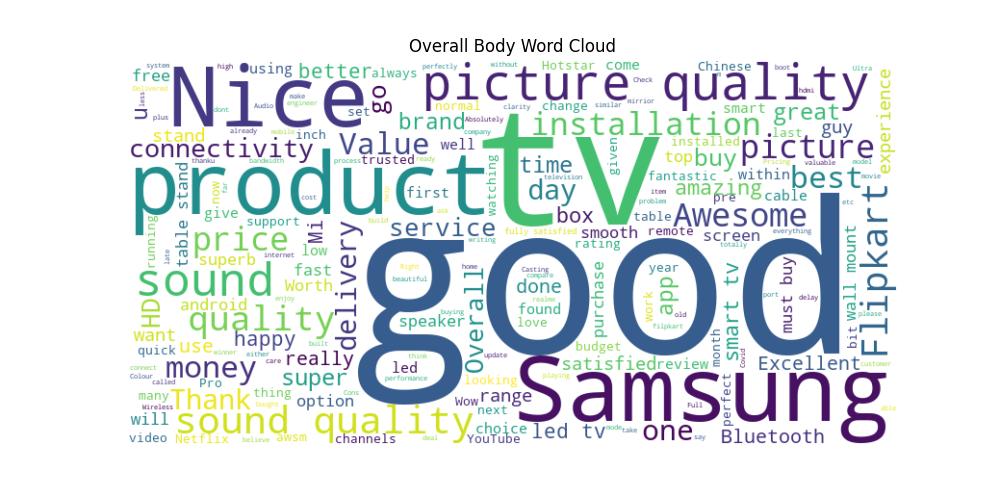 Overall Body Word Cloud
system
free
high
using
better
always
perfectly
without
Hotstar
come
Chinese
boot
Ultra
Delivered
Nice
go
picture quality
Check
hdmi
use
less
plus
dont
Audio
make
engineer
set
normal
clarity
change
similar
mirrior
smart
great
experience
stand
already
mobile
inch
Value
brand
Absolutely
company
well
tv
installation
last
guy
connectivity
thanku
bandwidth
process
trusted
ready
watching
time
television
given
installed
top
buy
Pricing
valuable
picture
model
movie
product
table stand
now
far
cost
help
first
ask
day
fantastic
item
problem
amazing
within
pre
cable
best
etc
give
support
running
late
internet
Mi
low
build
service
writing
box
smooth
table
remote
Awesome
screen
everything
totally
fully satisfied
rating
price
superb
fast
Worth
delivery
good
Right
beautiful
home
Overall
Casting
compare
done
realme
found
love
purchase
year
work
app
old
filpkart
smart tv
must buy
port
delay
wall mount
bit
please
Flipkart
sound
HD
android
enjoy
quality
speaker
buying
want
use
happy
built
quick
winner
either
care
really
led
think
performance
update
budget
satisfied
review
month
Covid
Excellent
customer
connect
called
Colour
Pro
money
super
looking
playing
Samsung
many
Wireless
Thank
bought
thing
option
Cons
Wow
range
Full
perfect
able
will
sound quality
next
choice
led tv
mode
take
one
say
Bluetooth
video
Netflix
believe
awsm
channels
deal
YouTube